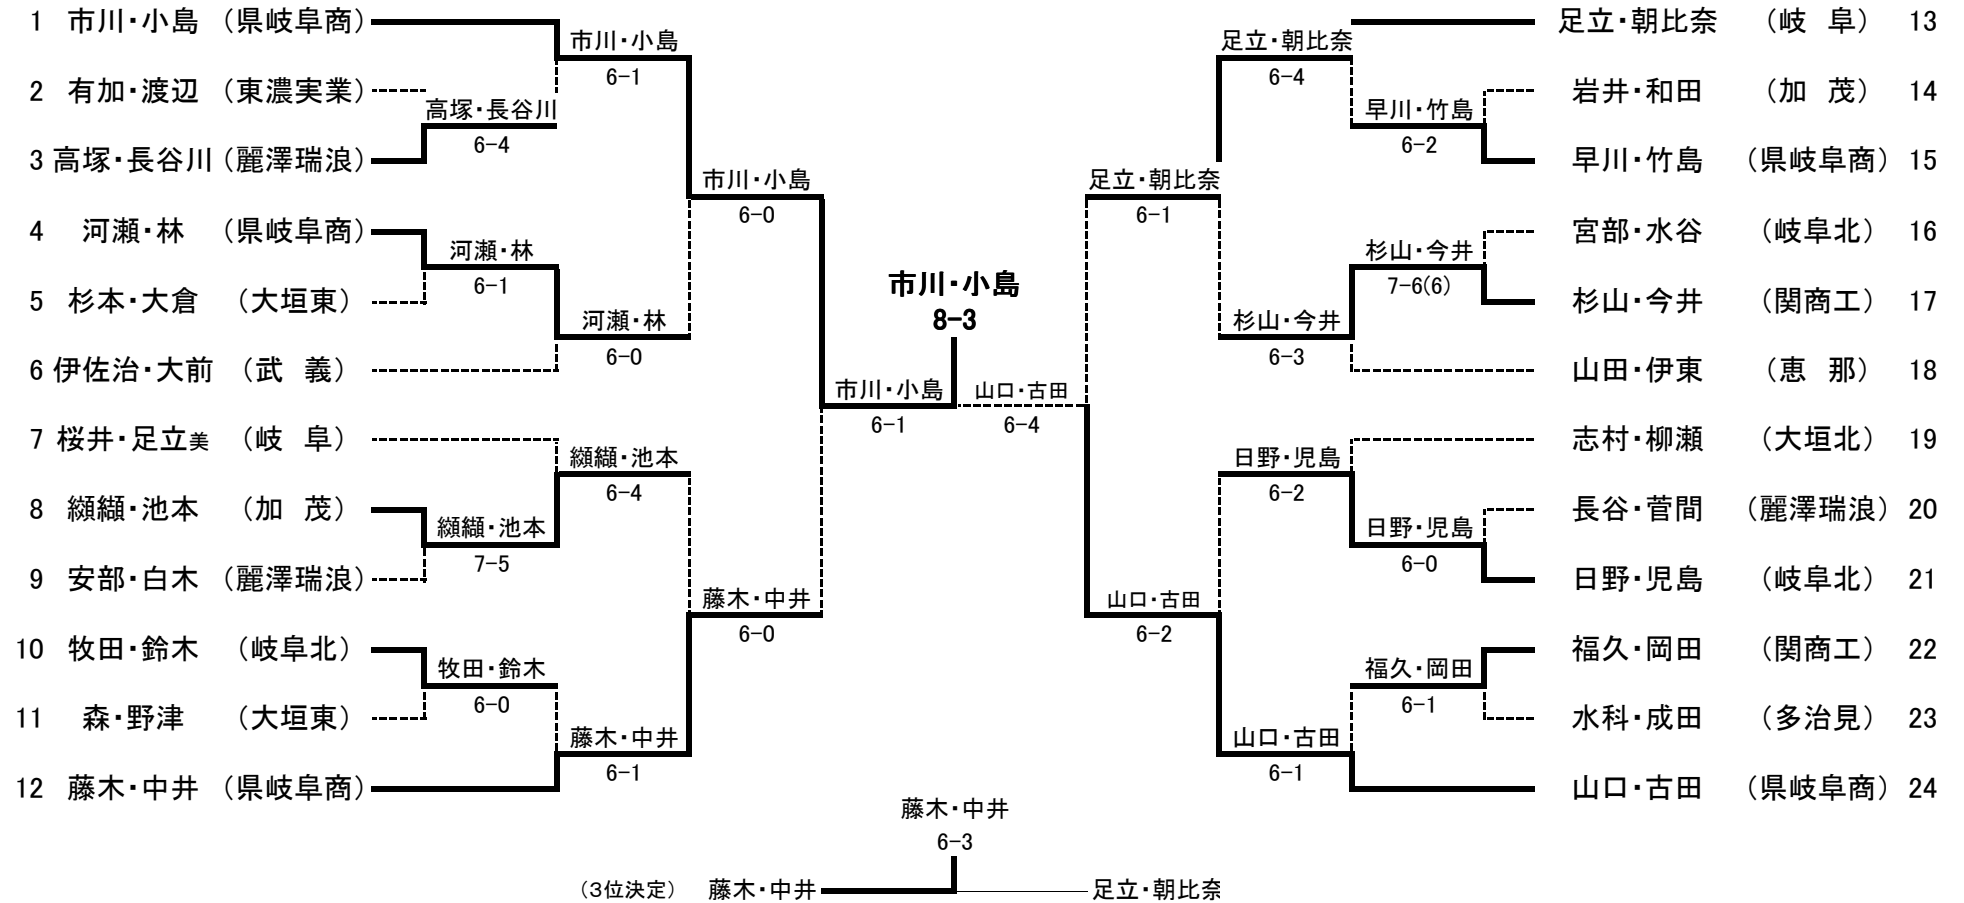 1 市川・小島 （県岐阜商）
2 有加・渡辺 （東濃実業）
3 高塚・長谷川 （麗澤瑞浪）
4 河瀬・林 （県岐阜商）
5 杉本・大倉 （大垣東）
6 伊佐治・大前 （武 義）
7 桜井・足立美 （岐 阜）
8 纐纈・池本 （加 茂）
9 安部・白木 （麗澤瑞浪）
10 牧田・鈴木 （岐阜北）
11 森・野津 （大垣東）
12 藤木・中井 （県岐阜商）
高塚・長谷川
6-4
河瀬・林
6-1
纐纈・池本
7-5
牧田・鈴木
6-0
市川・小島
6-1
河瀬・林
6-0
纐纈・池本
6-4
藤木・中井
6-1
市川・小島
6-0
藤木・中井
6-0
市川・小島
6-1
市川・小島
8-3
山口・古田
6-4
足立・朝比奈
6-1
山口・古田
6-2
足立・朝比奈
6-4
杉山・今井
6-3
日野・児島
6-2
山口・古田
6-1
早川・竹島
6-2
杉山・今井
7-6(6)
日野・児島
6-0
福久・岡田
6-1
足立・朝比奈 （岐 阜） 13
岩井・和田 （加 茂） 14
早川・竹島 （県岐阜商） 15
宮部・水谷 （岐阜北） 16
杉山・今井 （関商工） 17
山田・伊東 （恵 那） 18
志村・柳瀬 （大垣北） 19
長谷・菅間 （麗澤瑞浪） 20
日野・児島 （岐阜北） 21
福久・岡田 （関商工） 22
水科・成田 （多治見） 23
山口・古田 （県岐阜商） 24
藤木・中井
6-3
（3位決定） 藤木・中井 足立・朝比奈